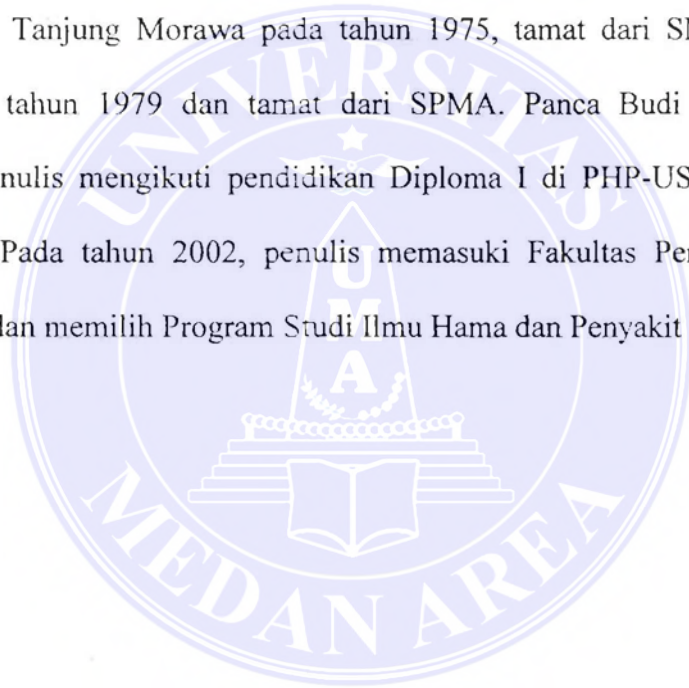 Tanjung Morawa pada tahun 1975, tamat dari
tahun 1979 dan tamat dari SPMA. Panca Budi
nulis mengikuti pendidikan Diploma I di PHP-US
Pada tahun 2002, penulis memasuki Fakultas Per
dan memilih Program Studi Ilmu Hama dan Penyakit
UNIVERSITAS
UMA
MEDAN AREA